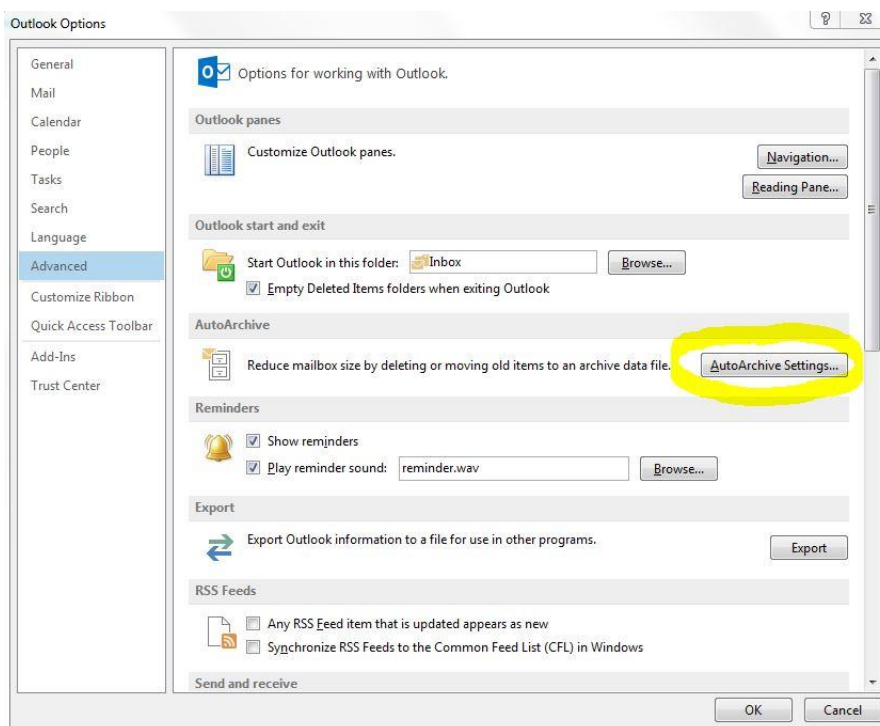 Outlook Options
General
Mail
Calendar
People
Tasks
Search
Language
Advanced
Customize Ribbon
Quick Access Toolbar
Add-Ins
Trust Center
Options for working with Outlook.
Outlook panes
Customize Outlook panes.
Navigation...
Reading Pane...
Outlook start and exit
Start Outlook in this folder: Inbox Browse...
Empty Deleted Items folders when exiting Outlook
AutoArchive
Reduce mailbox size by deleting or moving old items to an archive data file. AutoArchive Settings...
Reminders
Show reminders
Play reminder sound: reminder.wav Browse...
Export
Export Outlook information to a file for use in other programs. Export
RSS Feeds
Any RSS Feed item that is updated appears as new
Synchronize RSS Feeds to the Common Feed List (CFL) in Windows
Send and receive
OK Cancel